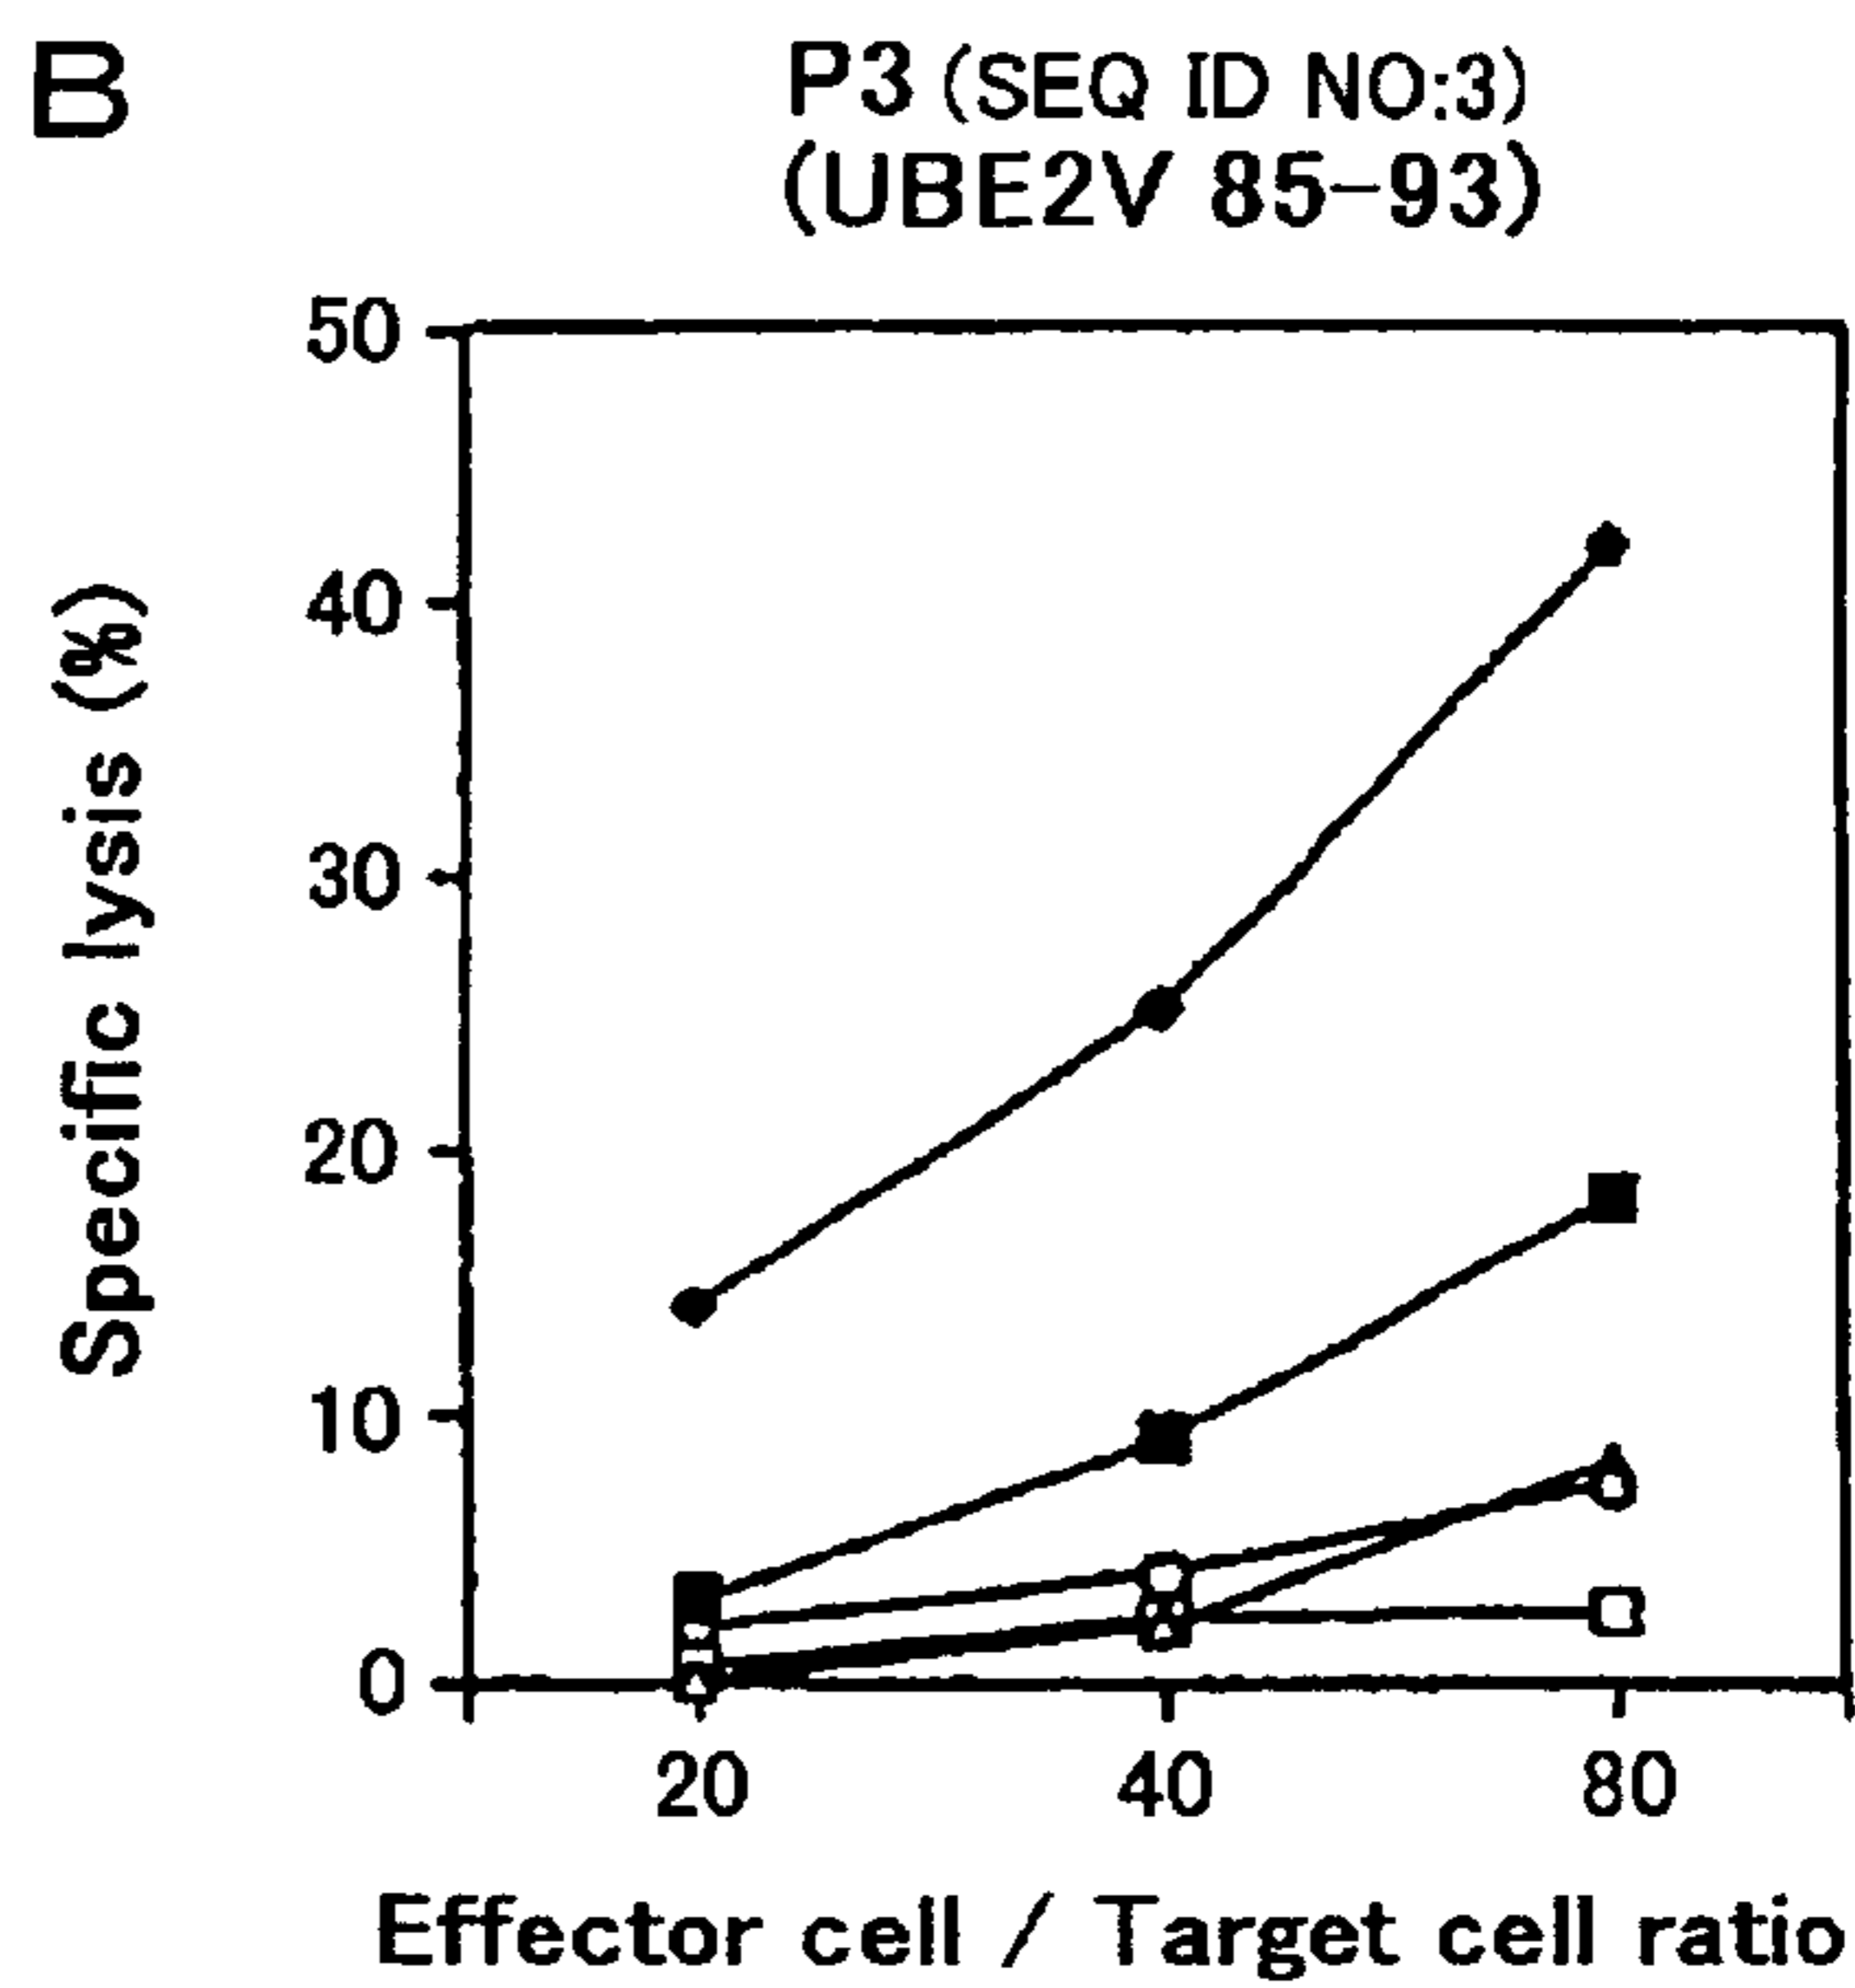 B
P3 (SEQ ID NO:3)
(UBE2V 85-93)
50
40
30
20
10
0
Specific lysis (%)
20 40 80
Effector cell / Target cell ratio